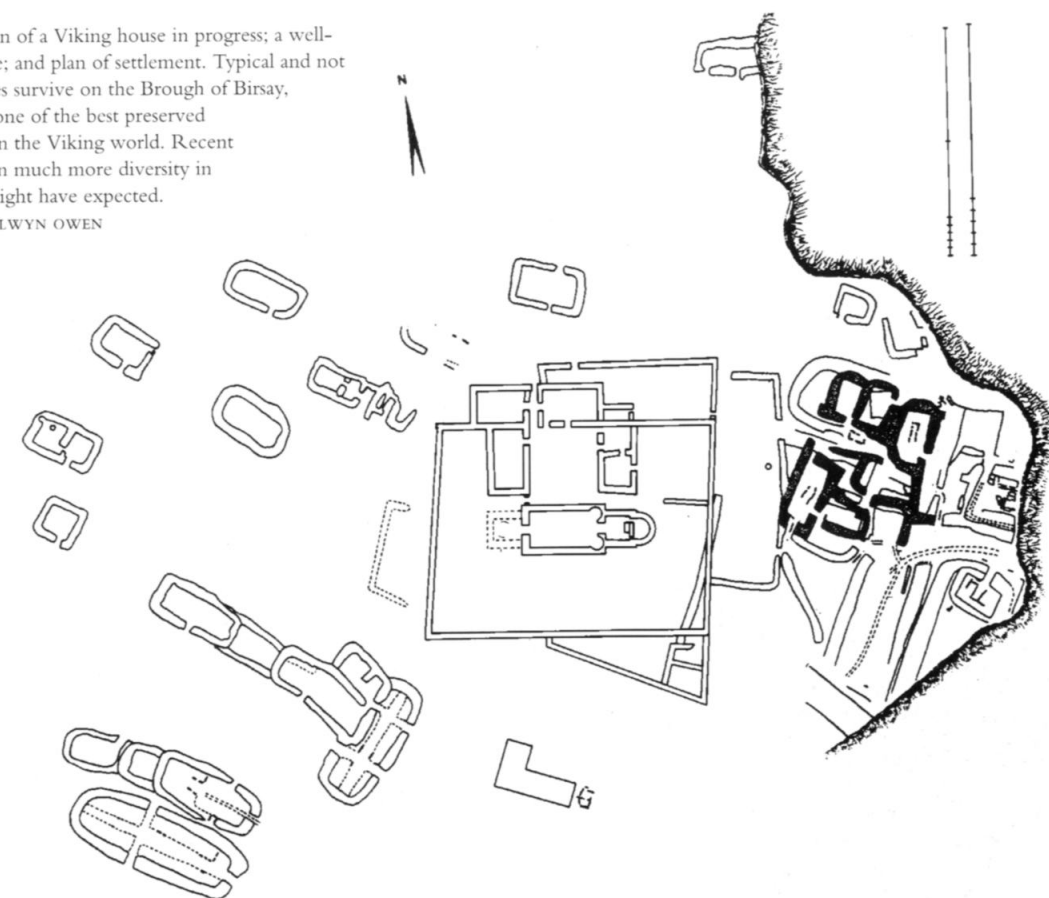 n of a Viking house in progress; a well-
e; and plan of settlement. Typical and not
es survive on the Brough of Birsay,
one of the best preserved
n the Viking world. Recent
n much more diversity in
ight have expected.
LWYN OWEN
N